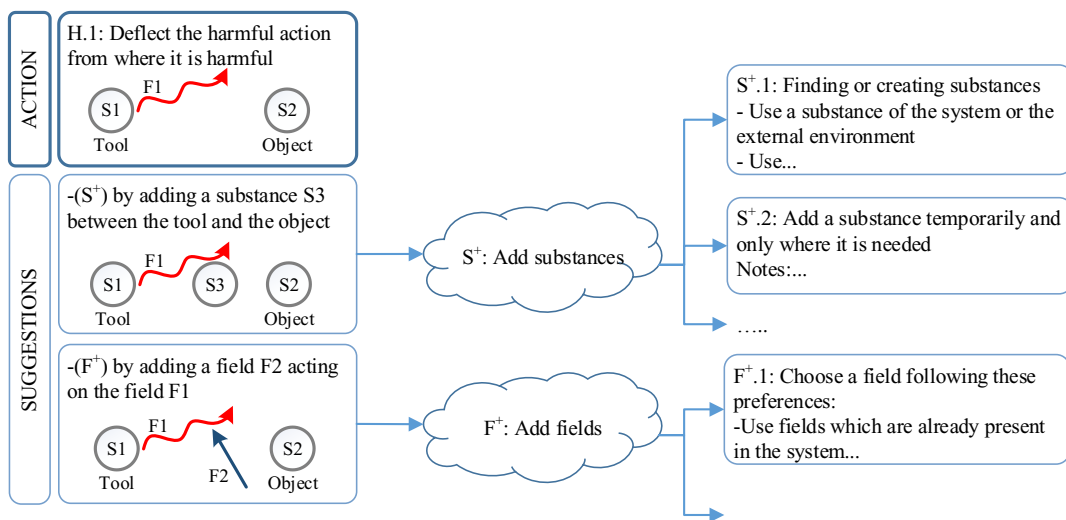 ACTION
H.1: Deflect the harmful action
from where it is harmful
F1
S1
S2
Tool
Object
SUGGESTIONS
-(S⁺) by adding a substance S3
between the tool and the object
F1
S1
S3
S2
Tool
Object
-(F⁺) by adding a field F2 acting
on the field F1
F1
S1
S2
F2
Tool
Object
S⁺: Add substances
F⁺: Add fields
S⁺.1: Finding or creating substances
- Use a substance of the system or the
external environment
- Use...
S⁺.2: Add a substance temporarily and
only where it is needed
Notes:...
…..
F⁺.1: Choose a field following these
preferences:
-Use fields which are already present
in the system...